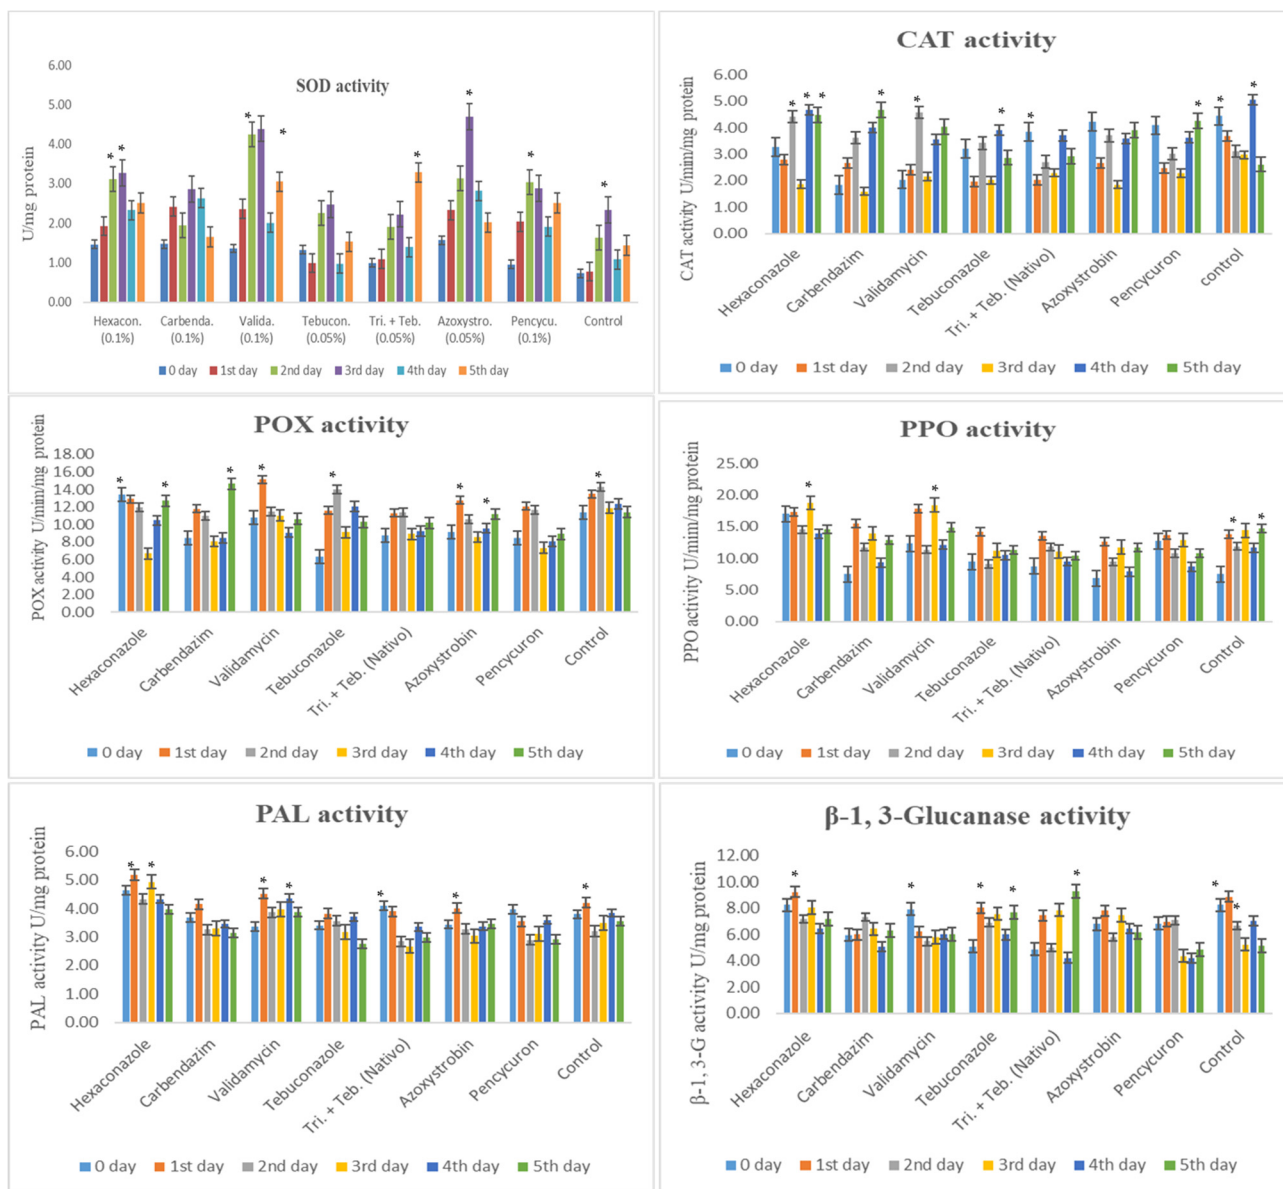 SOD activity
U/mg protein
6.00
5.00
4.00
3.00
2.00
1.00
0.00
* * * * * * * *
Hexacon. Carbenda. Valida. Tebucon. Tri. + Teb. Azoxystro. Pencycu. Control
(0.1%) (0.1%) (0.1%) (0.05%) (0.05%) (0.05%) (0.1%)
0 day 1st day 2nd day 3rd day 4th day 5th day
CAT activity
CAT activity U/mim/mg protein
6.00
5.00
4.00
3.00
2.00
1.00
0.00
* * * * * * * * * *
Hexaconazole Carbendazim Validamycin Tebuconazole Tri. + Teb. (Nativo) Azoxystrobin Pencycuron control
0 day 1st day 2nd day 3rd day 4th day 5th day
POX activity
POX activity U/mim/mg protein
18.00
16.00
14.00
12.00
10.00
8.00
6.00
4.00
2.00
0.00
* * * * * * * *
Hexaconazole Carbendazim Validamycin Tebuconazole Tri. + Teb. (Nativo) Azoxystrobin Pencycuron Control
0 day 1st day 2nd day 3rd day 4th day 5th day
PPO activity
PPO activity U/mim/mg protein
25.00
20.00
15.00
10.00
5.00
0.00
* * * * *
Hexaconazole Carbendazim Validamycin Tebuconazole Tri. + Teb. (Nativo) Azoxystrobin Pencycuron Control
0 day 1st day 2nd day 3rd day 4th day 5th day
PAL activity
PAL activity U/mg protein
6.00
5.00
4.00
3.00
2.00
1.00
0.00
* * * * * * *
Hexaconazole Carbendazim Validamycin Tebuconazole Tri. + Teb. (Nativo) Azoxystrobin Pencycuron Control
0 day 1st day 2nd day 3rd day 4th day 5th day
β-1, 3-Glucanase activity
β-1, 3-G activity U/mg protein
12.00
10.00
8.00
6.00
4.00
2.00
0.00
* * * * * * *
Hexaconazole Carbendazim Validamycin Tebuconazole Tri. + Teb. (Nativo) Azoxystrobin Pencycuron Control
0 day 1st day 2nd day 3rd day 4th day 5th day